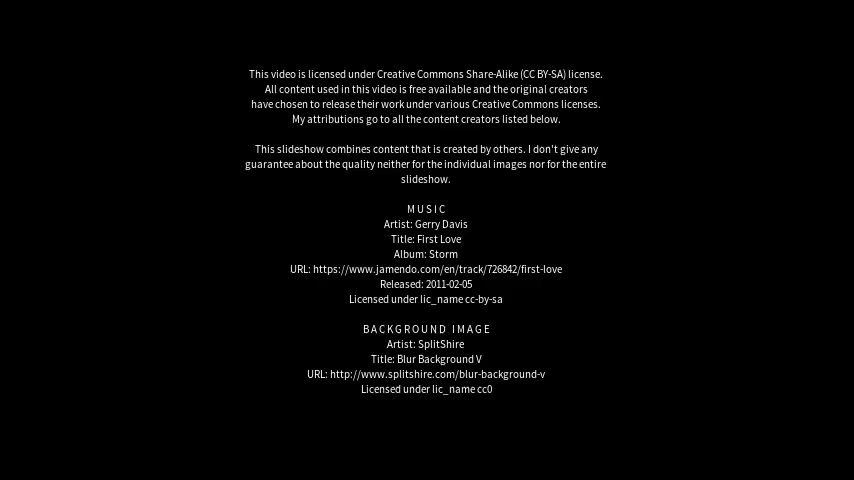 This video is licensed under Creative Commons Share-Alike (CC BY-SA) license.
All content used in this video is free available and the original creators
have chosen to release their work under various Creative Commons licenses.
My attributions go to all the content creators listed below.
This slideshow combines content that is created by others. I don't give any
guarantee about the quality neither for the individual images nor for the entire
slideshow.
MUSIC
Artist: Gerry Davis
Title: First Love
Album: Storm
URL: https://www.jamendo.com/en/track/726842/first-love
Released: 2011-02-05
Licensed under lic_name cc-by-sa
BACKGROUND IMAGE
Artist: SplitShire
Title: Blur Background V
URL: http://www.splitshire.com/blur-background-v
Licensed under lic_name cc0